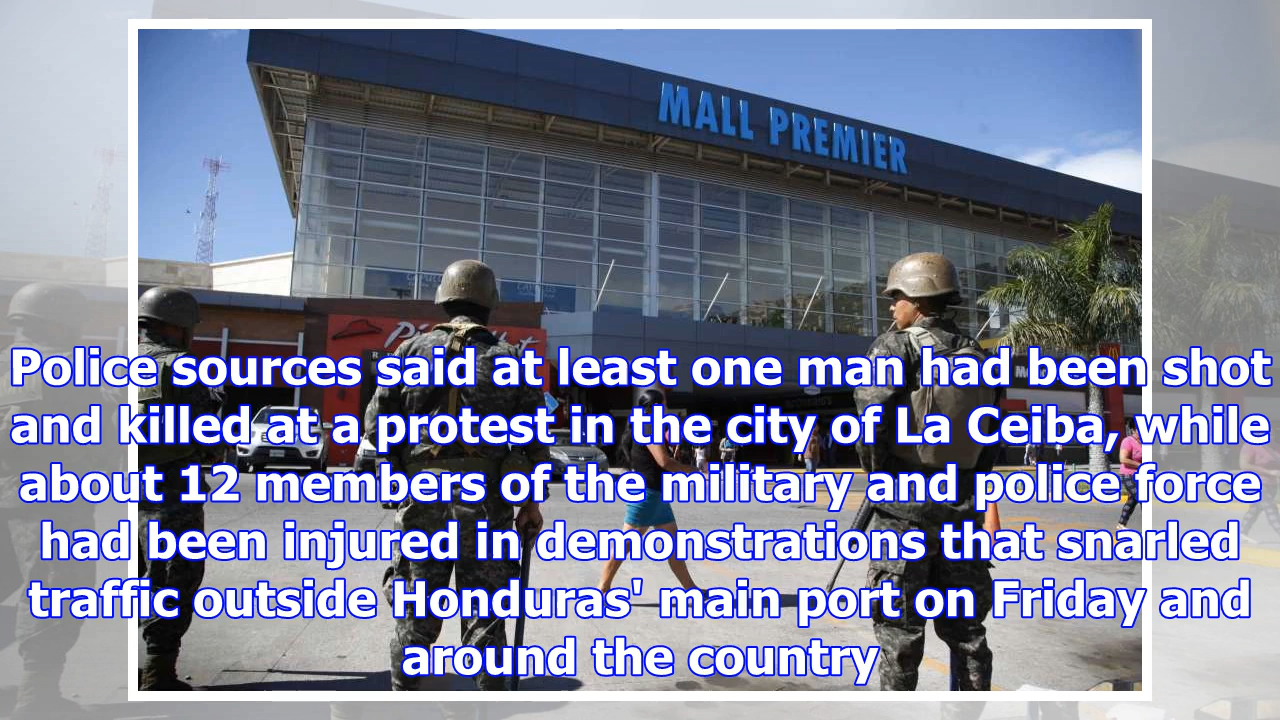 MALL PREMIER
Police sources said at least one man had been shot
and killed at a protest in the city of La Ceiba, while
about 12 members of the military and police force
had been injured in demonstrations that snarled
traffic outside Honduras' main port on Friday and
around the country